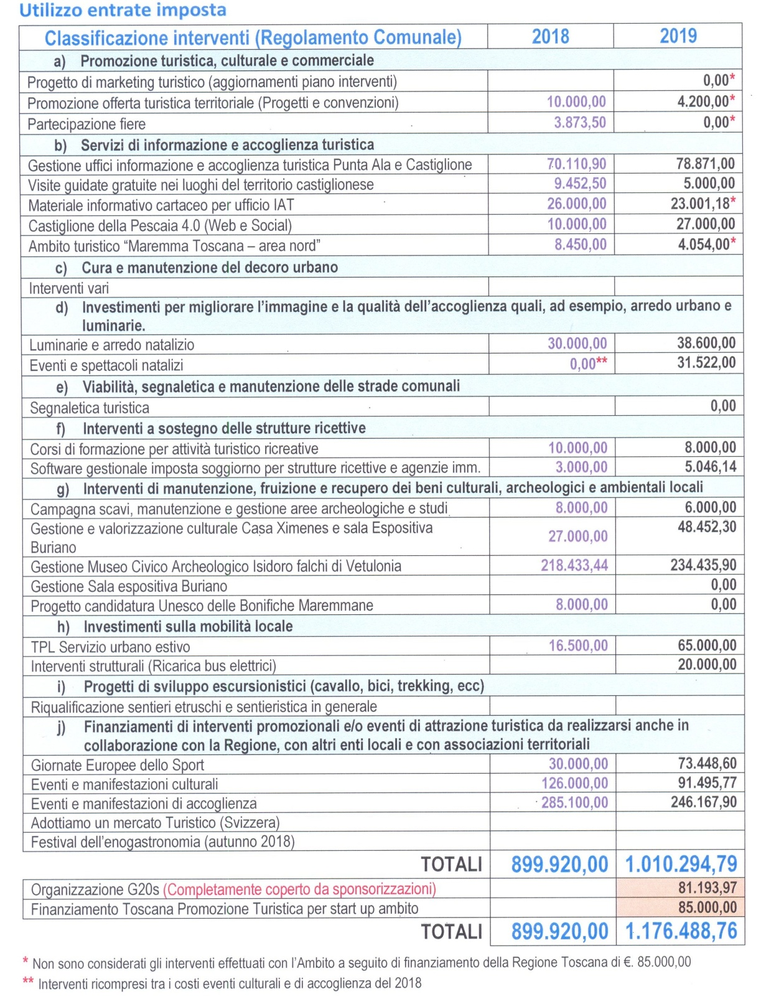 Utilizzo entrate imposta
Classificazione interventi (Regolamento Comunale) 2018 2019
a) Promozione turistica, culturale e commerciale
Progetto di marketing turistico (aggiornamenti piano interventi) 0,00*
Promozione offerta turistica territoriale (Progetti e convenzioni) 10.000,00 4.200,00*
Partecipazione fiere 3.873,50 0,00*
b) Servizi di informazione e accoglienza turistica
Gestione uffici informazione e accoglienza turistica Punta Ala e Castiglione 70.110,90 78.871,00
Visite guidate gratuite nei luoghi del territorio castiglionese 9.452,50 5.000,00
Materiale informativo cartaceo per ufficio IAT 26.000,00 23.001,18*
Castiglione della Pescaia 4.0 (Web e Social) 10.000,00 27.000,00
Ambito turistico “Maremma Toscana – area nord” 8.450,00 4.054,00*
c) Cura e manutenzione del decoro urbano
Interventi vari
d) Investimenti per migliorare l’immagine e la qualità dell’accoglienza quali, ad esempio, arredo urbano e
luminarie.
Luminarie e arredo natalizio 30.000,00 38.600,00
Eventi e spettacoli natalizi 0,00** 31.522,00
e) Viabilità, segnaletica e manutenzione delle strade comunali
Segnaletica turistica 0,00
f) Interventi a sostegno delle strutture ricettive
Corsi di formazione per attività turistico ricreative 10.000,00 8.000,00
Software gestionale imposta soggiorno per strutture ricettive e agenzie imm. 3.000,00 5.046,14
g) Interventi di manutenzione, fruizione e recupero dei beni culturali, archeologici e ambientali locali
Campagna scavi, manutenzione e gestione aree archeologiche e studi 8.000,00 6.000,00
Gestione e valorizzazione culturale Casa Ximenes e sala Espositiva
Buriano 27.000,00 48.452,30
Gestione Museo Civico Archeologico Isidoro falchi di Vetulonia 218.433,44 234.435,90
Gestione Sala espositiva Buriano 0,00
Progetto candidatura Unesco delle Bonifiche Maremmane 8.000,00 0,00
h) Investimenti sulla mobilità locale
TPL Servizio urbano estivo 16.500,00 65.000,00
Interventi strutturali (Ricarica bus elettrici) 20.000,00
i) Progetti di sviluppo escursionistici (cavallo, bici, trekking, ecc)
Riqualificazione sentieri etruschi e sentieristica in generale
j) Finanziamenti di interventi promozionali e/o eventi di attrazione turistica da realizzarsi anche in
collaborazione con la Regione, con altri enti locali e con associazioni territoriali
Giornate Europee dello Sport 30.000,00 73.448,60
Eventi e manifestazioni culturali 126.000,00 91.495,77
Eventi e manifestazioni di accoglienza 285.100,00 246.167,90
Adottiamo un mercato Turistico (Svizzera)
Festival dell’enogastronomia (autunno 2018)
TOTALI 899.920,00 1.010.294,79
Organizzazione G20s (Completamente coperto da sponsorizzazioni) 81.193,97
Finanziamento Toscana Promozione Turistica per start up ambito 85.000,00
TOTALI 899.920,00 1.176.488,76
* Non sono considerati gli interventi effettuati con l’Ambito a seguito di finanziamento della Regione Toscana di €. 85.000,00
** Interventi ricompresi tra i costi eventi culturali e di accoglienza del 2018